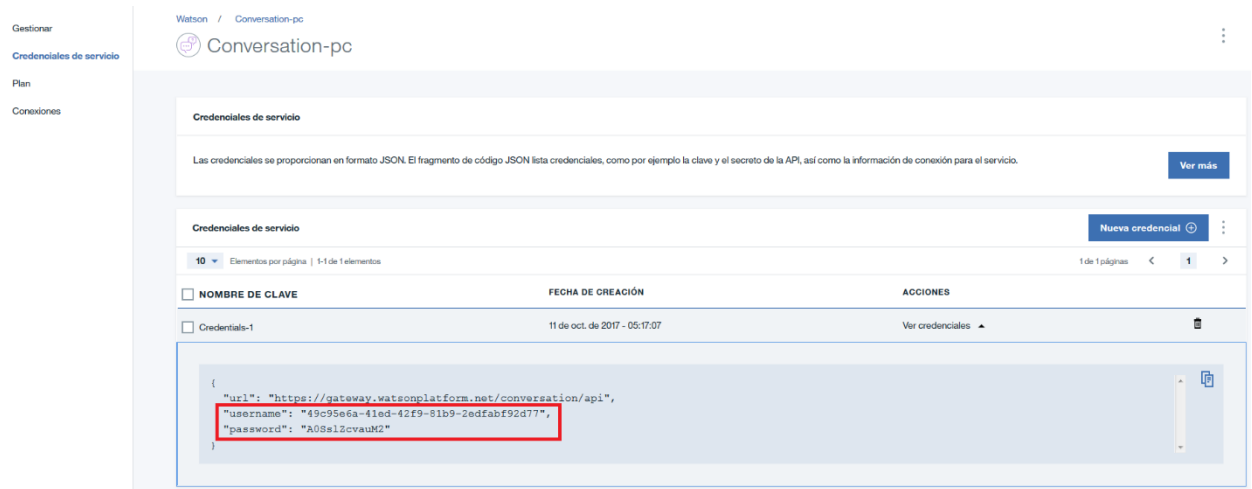 Gestionar
Credenciales de servicio
Plan
Conexiones
Watson / Conversation-pc
Conversation-pc
Credenciales de servicio
Las credenciales se proporcionan en formato JSON. El fragmento de código JSON lista credenciales, como por ejemplo la clave y el secreto de la API, así como la información de conexión para el servicio.
Ver más
Credenciales de servicio
Nueva credencial
10 Elementos por página | 1-1 de 1 elementos
1 de 1 páginas < 1 >
NOMBRE DE CLAVE FECHA DE CREACIÓN ACCIONES
Credentials-1 11 de oct. de 2017 - 05:17:07 Ver credenciales
{
"url": "https://gateway.watsonplatform.net/conversation/api",
"username": "49c95e6a-41ed-42f9-81b9-2edfabf92d77",
"password": "A0SslZcvauM2"
}